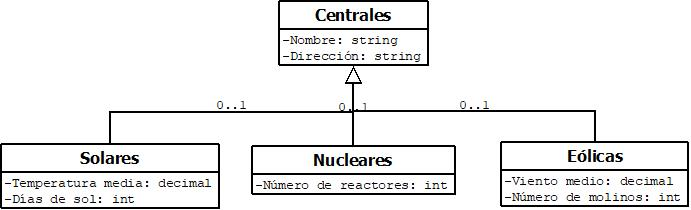 Centrales
-Nombre: string
-Dirección: string
0..1
0..1
0..1
Solares
-Temperatura media: decimal
-Días de sol: int
Nucleares
-Número de reactores: int
Eólicas
-Viento medio: decimal
-Número de molinos: int